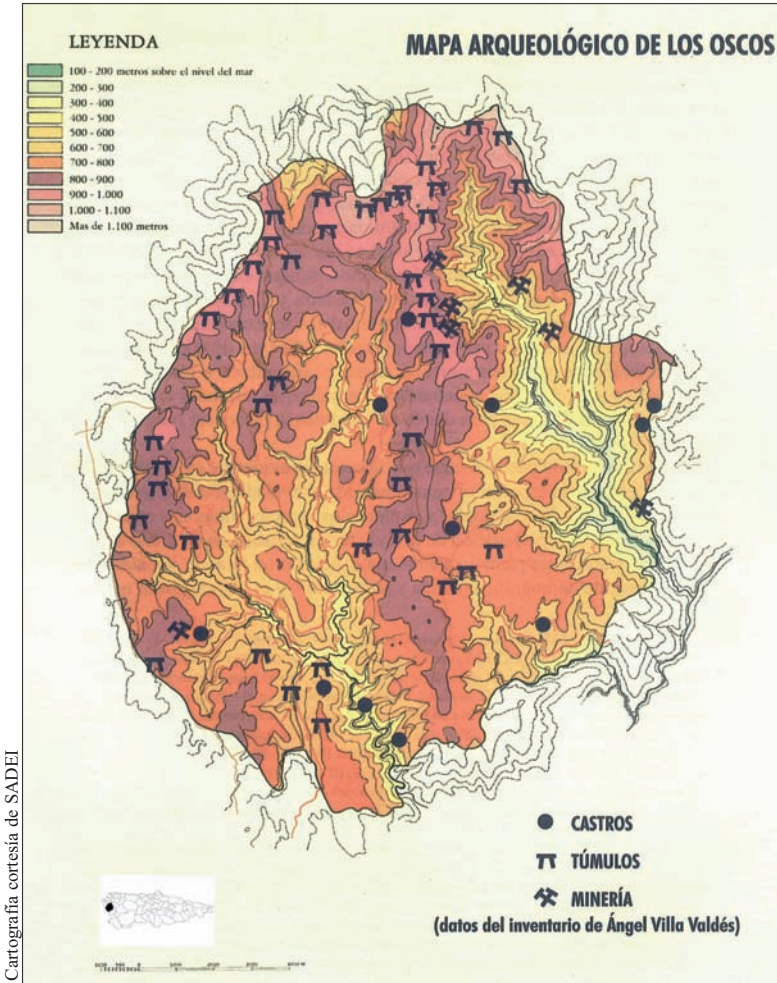 LEYENDA
MAPA ARQUEOLÓGICO DE LOS OSCOS
100 - 200 metros sobre el nivel del mar
200 - 300
300 - 400
400 - 500
500 - 600
600 - 700
700 - 800
800 - 900
900 - 1.000
1.000 - 1.100
Mas de 1.100 metros
CASTROS
TÚMULOS
MINERÍA
(datos del inventario de Ángel Villa Valdés)
Cartografía cortesía de SADEI